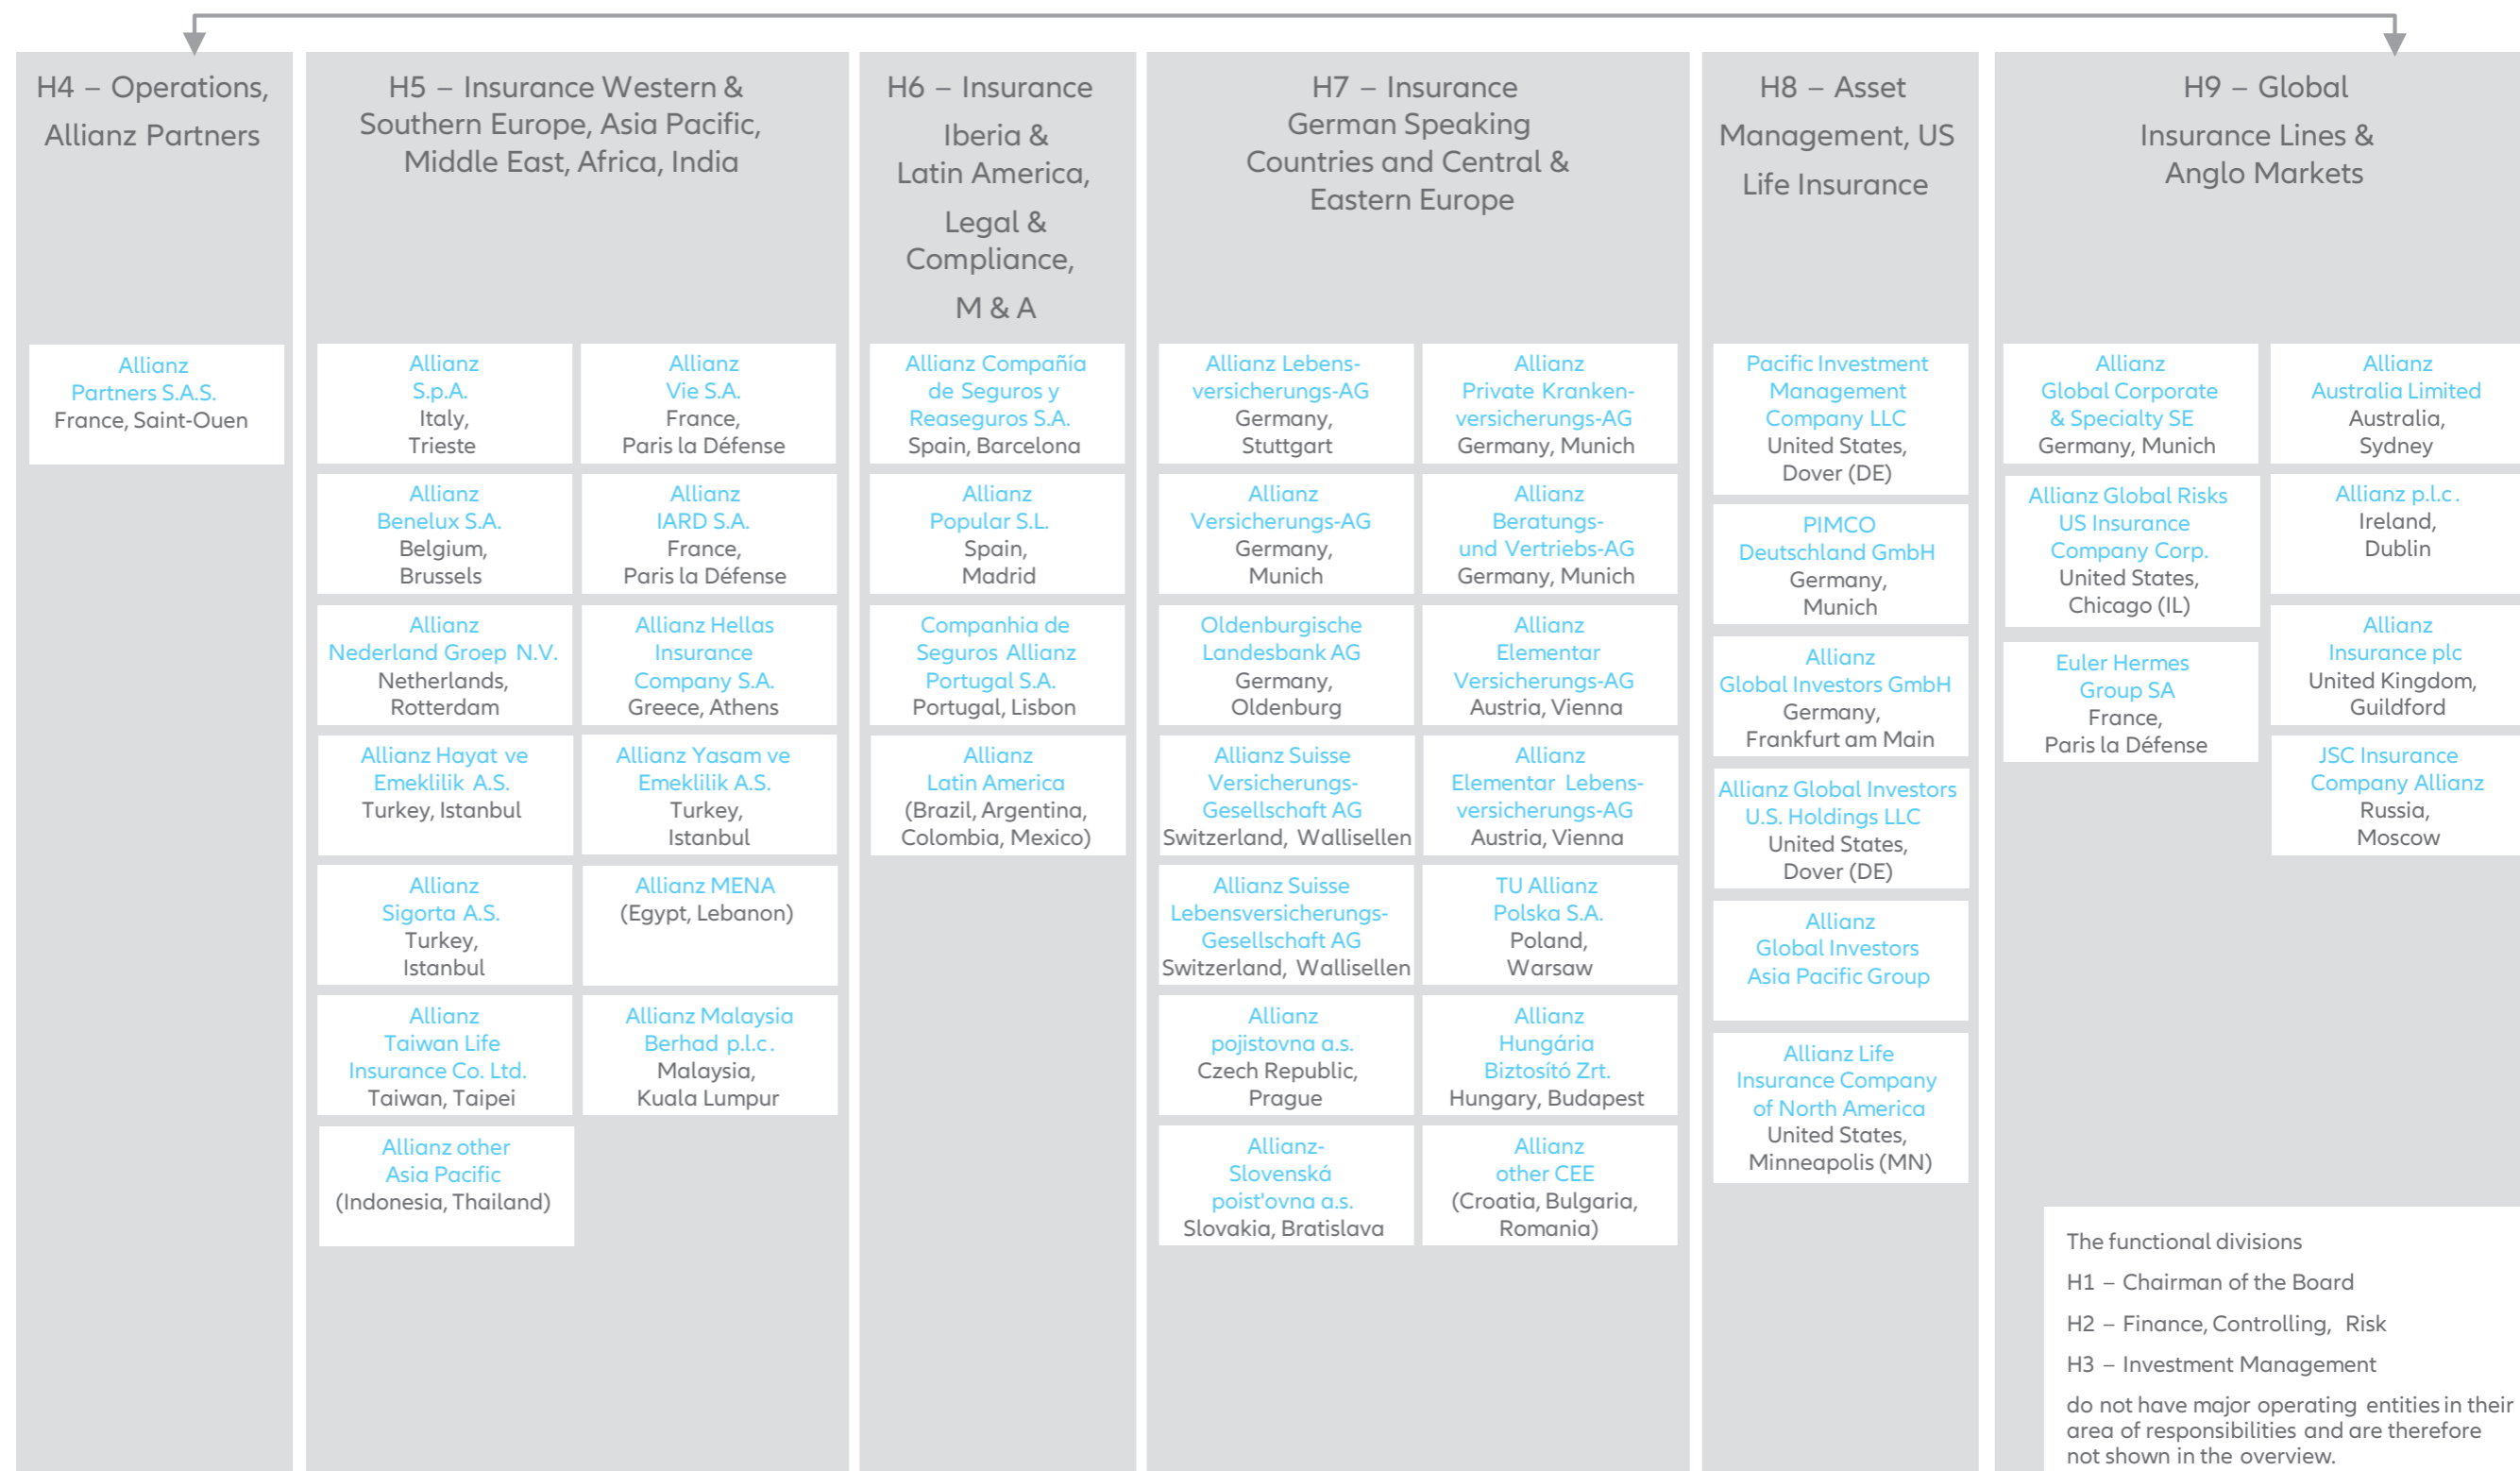 H4 – Operations,
Allianz Partners
Allianz
Partners S.A.S.
France, Saint-Ouen
H5 – Insurance Western &
Southern Europe, Asia Pacific,
Middle East, Africa, India
Allianz
S.p.A.
Italy,
Trieste
Allianz
Vie S.A.
France,
Paris la Défense
Allianz
Benelux S.A.
Belgium,
Brussels
Allianz
IARD S.A.
France,
Paris la Défense
Allianz
Nederland Groep N.V.
Netherlands,
Rotterdam
Allianz Hellas
Insurance
Company S.A.
Greece, Athens
Allianz Hayat ve
Emeklilik A.S.
Turkey, Istanbul
Allianz Yasam ve
Emeklilik A.S.
Turkey,
Istanbul
Allianz
Sigorta A.S.
Turkey,
Istanbul
Allianz MENA
(Egypt, Lebanon)
Allianz
Taiwan Life
Insurance Co. Ltd.
Taiwan, Taipei
Allianz Malaysia
Berhad p.l.c.
Malaysia,
Kuala Lumpur
Allianz other
Asia Pacific
(Indonesia, Thailand)
H6 – Insurance
Iberia &
Latin America,
Legal &
Compliance,
M & A
Allianz Compañía
de Seguros y
Reaseguros S.A.
Spain, Barcelona
Allianz
Popular S.L.
Spain,
Madrid
Companhia de
Seguros Allianz
Portugal S.A.
Portugal, Lisbon
Allianz
Latin America
(Brazil, Argentina,
Colombia, Mexico)
H7 – Insurance
German Speaking
Countries and Central &
Eastern Europe
Allianz Lebens-
versicherungs-AG
Germany,
Stuttgart
Allianz
Private Kranken-
versicherungs-AG
Germany, Munich
Allianz
Versicherungs-AG
Germany,
Munich
Allianz
Beratungs-
und Vertriebs-AG
Germany, Munich
Oldenburgische
Landesbank AG
Germany,
Oldenburg
Allianz
Elementar
Versicherungs-AG
Austria, Vienna
Allianz Suisse
Versicherungs-
Gesellschaft AG
Switzerland, Wallisellen
Allianz
Elementar Lebens-
versicherungs-AG
Austria, Vienna
Allianz Suisse
Lebensversicherungs-
Gesellschaft AG
Switzerland, Wallisellen
TU Allianz
Polska S.A.
Poland,
Warsaw
Allianz
pojistovna a.s.
Czech Republic,
Prague
Allianz
Hungária
Biztosító Zrt.
Hungary, Budapest
Allianz-
Slovenská
poist'ovna a.s.
Slovakia, Bratislava
Allianz
other CEE
(Croatia, Bulgaria,
Romania)
H8 – Asset
Management, US
Life Insurance
Pacific Investment
Management
Company LLC
United States,
Dover (DE)
PIMCO
Deutschland GmbH
Germany,
Munich
Allianz
Global Investors GmbH
Germany,
Frankfurt am Main
Allianz Global Investors
U.S. Holdings LLC
United States,
Dover (DE)
Allianz
Global Investors
Asia Pacific Group
Allianz Life
Insurance Company
of North America
United States,
Minneapolis (MN)
H9 – Global
Insurance Lines &
Anglo Markets
Allianz
Global Corporate
& Specialty SE
Germany, Munich
Allianz
Australia Limited
Australia,
Sydney
Allianz Global Risks
US Insurance
Company Corp.
United States,
Chicago (IL)
Allianz p.l.c.
Ireland,
Dublin
Euler Hermes
Group SA
France,
Paris la Défense
Allianz
Insurance plc
United Kingdom,
Guildford
JSC Insurance
Company Allianz
Russia,
Moscow
The functional divisions
H1 – Chairman of the Board
H2 – Finance, Controlling, Risk
H3 – Investment Management
do not have major operating entities in their
area of responsibilities and are therefore
not shown in the overview.